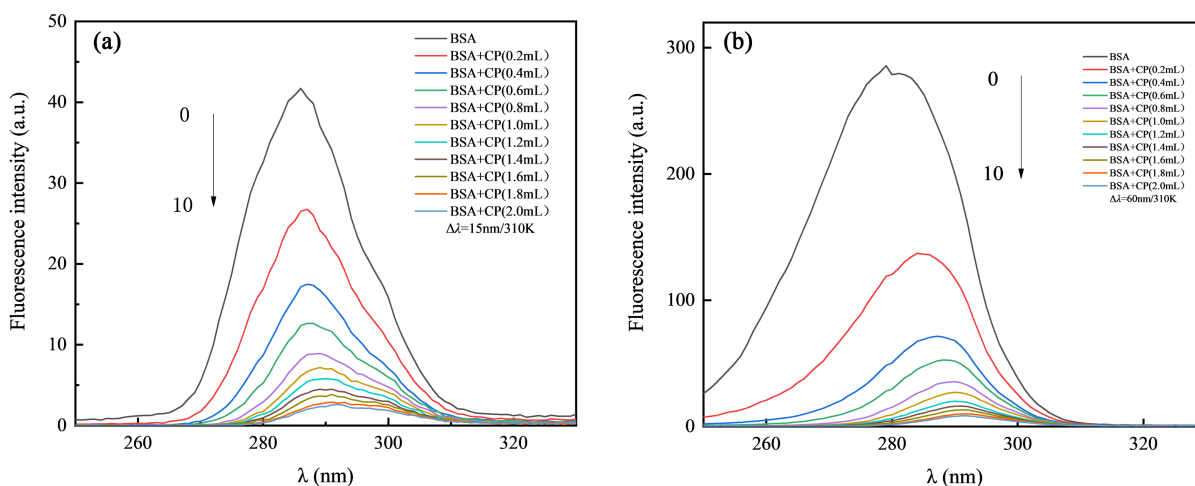 (a)
50
40
30
20
10
0
260
280
300
320
Fluorescence intensity (a.u.)
λ (nm)
0
10
BSA
BSA+CP(0.2mL)
BSA+CP(0.4mL)
BSA+CP(0.6mL)
BSA+CP(0.8mL)
BSA+CP(1.0mL)
BSA+CP(1.2mL)
BSA+CP(1.4mL)
BSA+CP(1.6mL)
BSA+CP(1.8mL)
BSA+CP(2.0mL)
Δλ=15nm/310K
(b)
300
200
100
0
260
280
300
320
Fluorescence intensity (a.u.)
λ (nm)
0
10
BSA
BSA+CP(0.2mL)
BSA+CP(0.4mL)
BSA+CP(0.6mL)
BSA+CP(0.8mL)
BSA+CP(1.0mL)
BSA+CP(1.2mL)
BSA+CP(1.4mL)
BSA+CP(1.6mL)
BSA+CP(1.8mL)
BSA+CP(2.0mL)
Δλ=60nm/310K